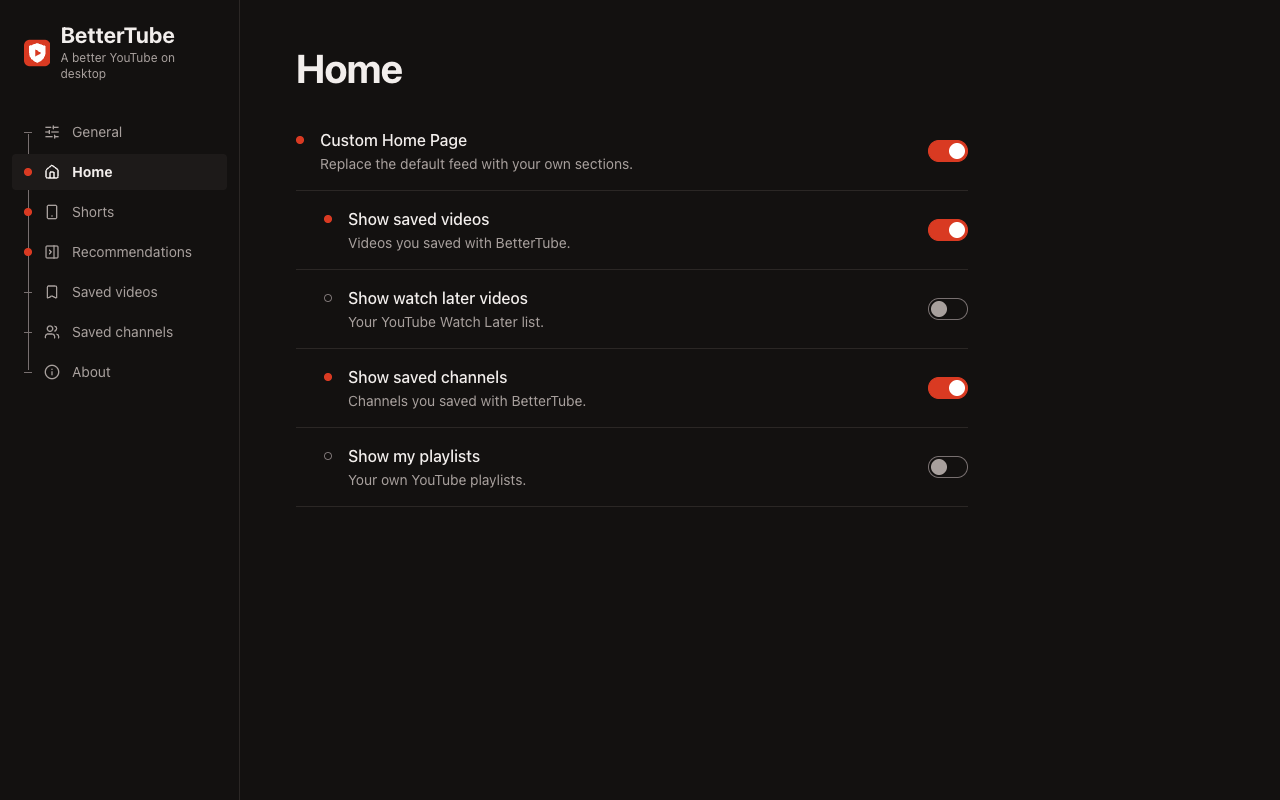 BetterTube
A better YouTube on
desktop
General
Home
Shorts
Recommendations
Saved videos
Saved channels
About
Home
Custom Home Page
Replace the default feed with your own sections.
Show saved videos
Videos you saved with BetterTube.
Show watch later videos
Your YouTube Watch Later list.
Show saved channels
Channels you saved with BetterTube.
Show my playlists
Your own YouTube playlists.